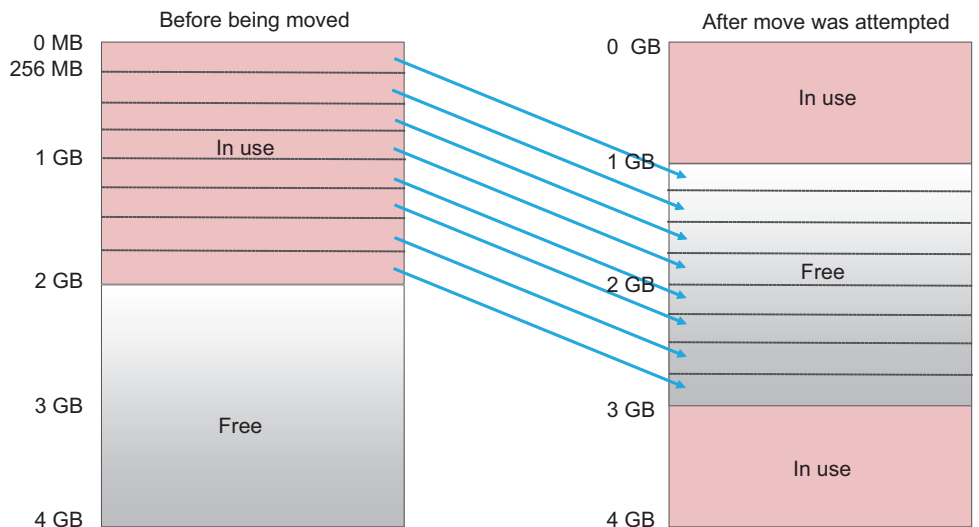 Before being moved
0 MB
256 MB
1 GB
2 GB
3 GB
4 GB
In use
Free
After move was attempted
0 GB
1 GB
2 GB
3 GB
4 GB
In use
Free
In use